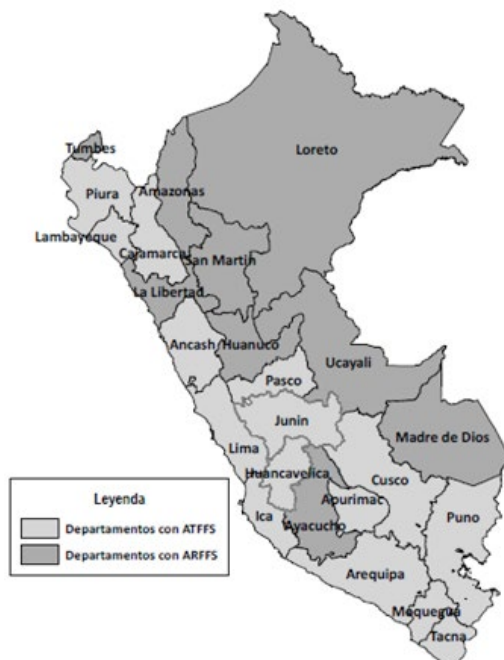 Loreto
Tumbes
Piura
Amazonas
Lambayeque
Cajamarca
San Martin
La Libertad
Ancash
Huanuco
Ucayali
Pasco
Junin
Madre de Dios
Lima
Huancavelica
Cusco
Ica
Apurimac
Puno
Ayacucho
Arequipa
Moquegua
Tacna
Leyenda
Departamentos con ATFFS
Departamentos con ARFFS